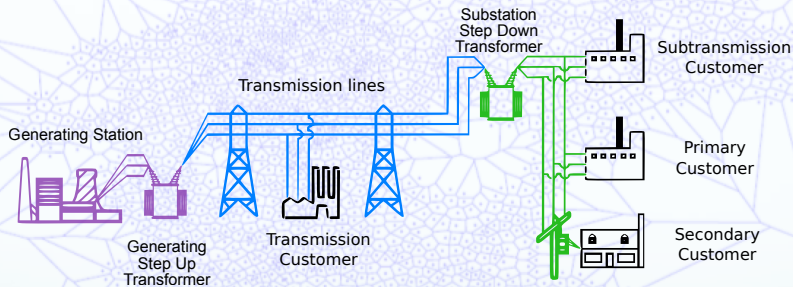 Substation
Step Down
Transformer
Subtransmission
Customer
Transmission lines
Generating Station
Primary
Customer
Transmission
Customer
Generating
Step Up
Transformer
Secondary
Customer